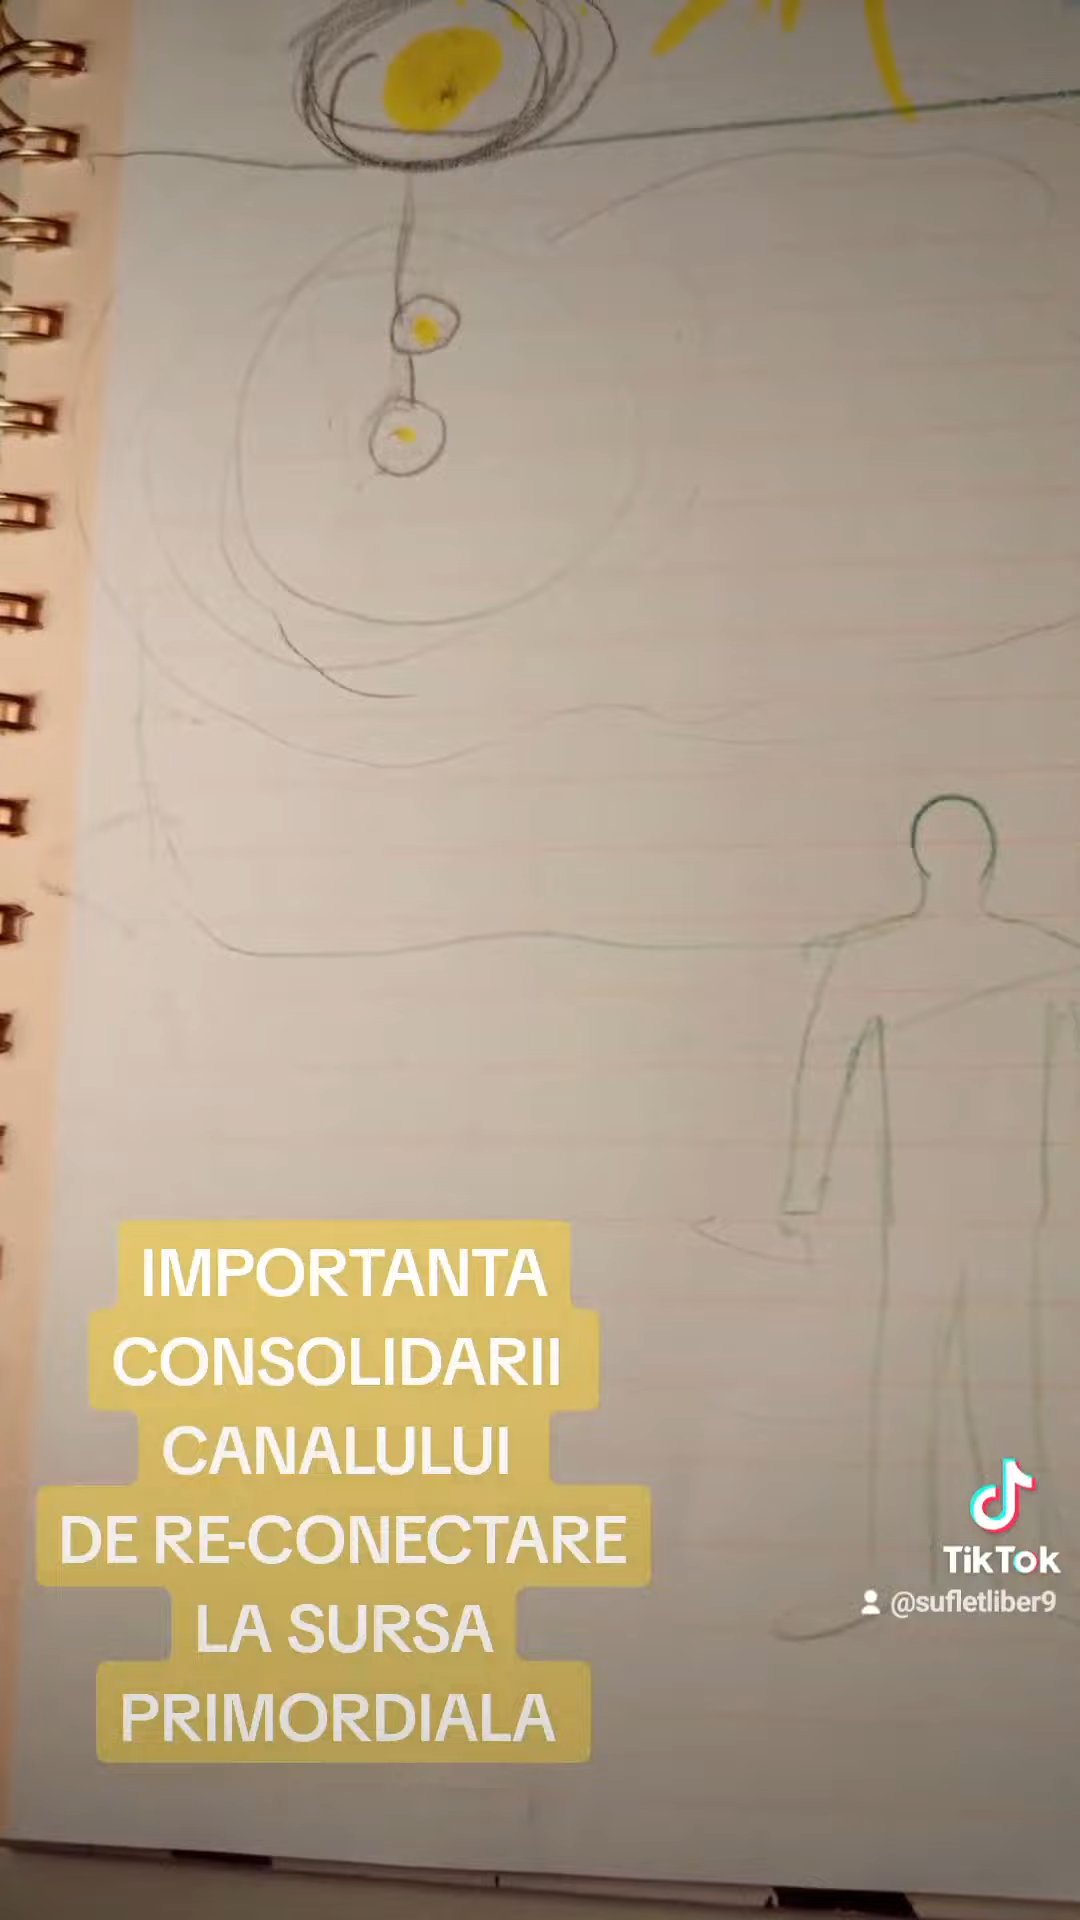 IMPORTANTA
CONSOLIDARII
CANALULUI
DE RE-CONECTARE
LA SURSA
PRIMORDIALA
TikTok
@sufletliber9